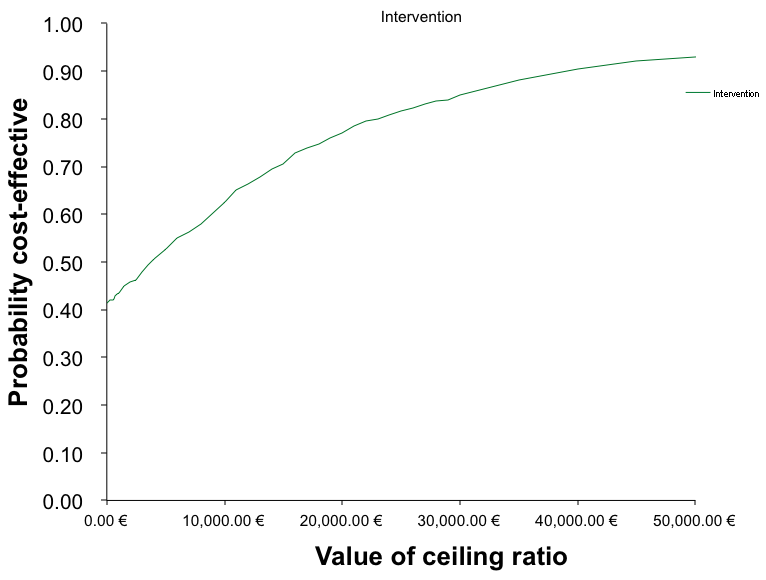 Intervention
1.00
0.90
0.80
0.70
0.60
0.50
0.40
0.30
0.20
0.10
0.00
Probability cost-effective
Intervention
0.00 € 10,000.00 € 20,000.00 € 30,000.00 € 40,000.00 € 50,000.00 €
Value of ceiling ratio